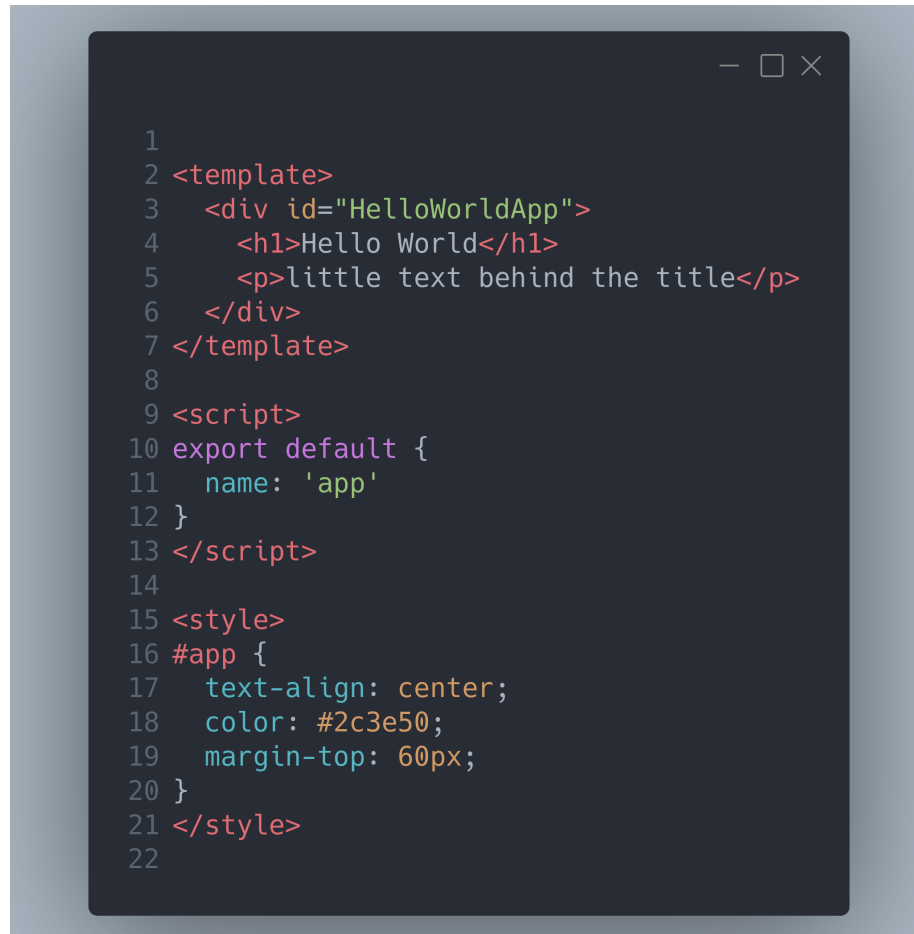 1
2 <template>
3   <div id="HelloWorldApp">
4     <h1>Hello World</h1>
5     <p>little text behind the title</p>
6   </div>
7 </template>
8
9 <script>
10 export default {
11   name: 'app'
12 }
13 </script>
14
15 <style>
16 #app {
17   text-align: center;
18   color: #2c3e50;
19   margin-top: 60px;
20 }
21 </style>
22